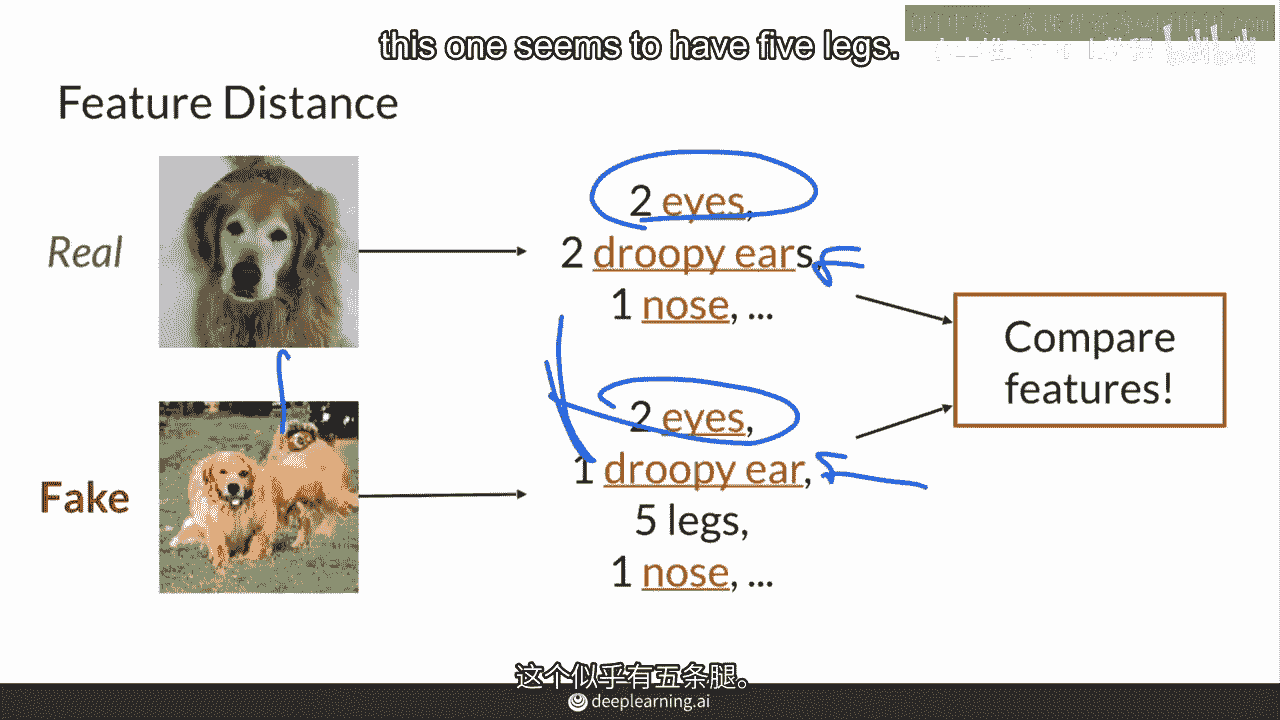 this one seems to have five legs.
Feature Distance
Real
2 eyes,
2 droopy ears,
1 nose, ...
Compare
features!
Fake
2 eyes,
1 droopy ear,
5 legs,
1 nose, ...
这个似乎有五条腿。
deeplearning.ai